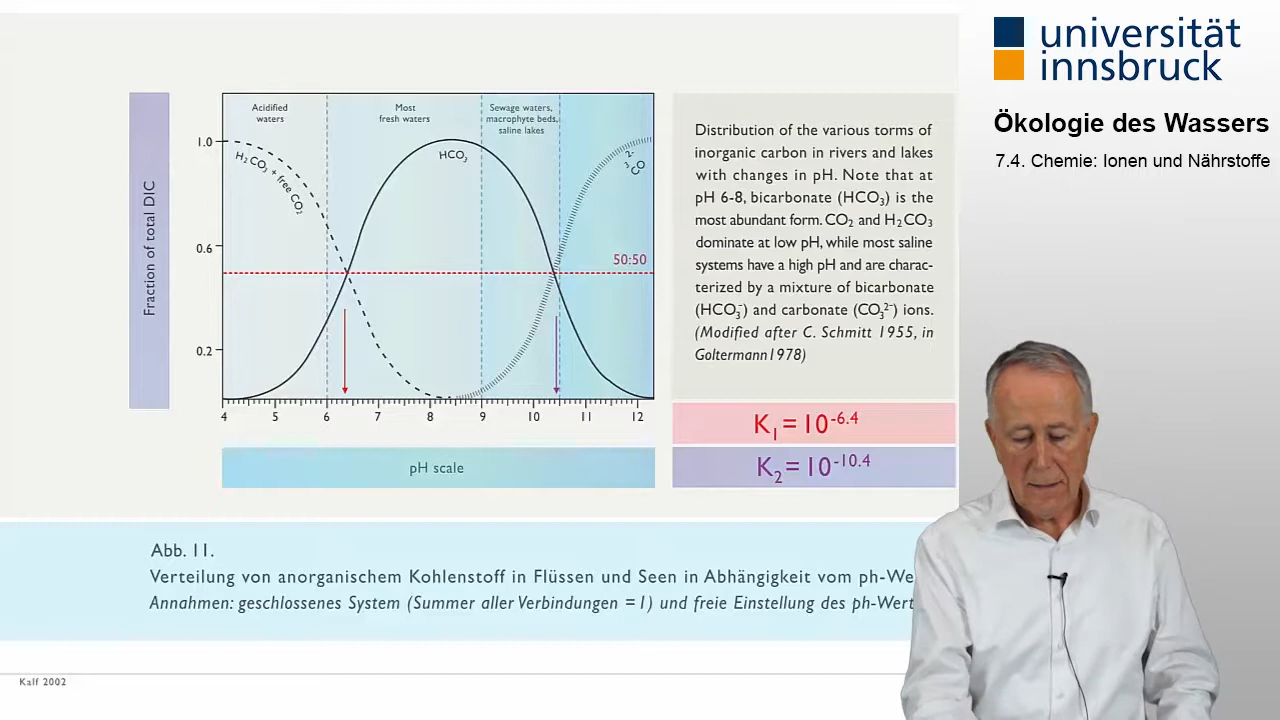 universität
innsbruck
Ökologie des Wassers
7.4. Chemie: Ionen und Nährstoffe
Acidified
waters
Most
fresh waters
Sewage waters,
macrophyte beds,
saline lakes
Fraction of total DIC
1.0
0.6
0.2
H₂CO₃ + free CO₂
HCO₃
2-
3 CO
50:50
4 5 6 7 8 9 10 11 12
pH scale
Distribution of the various torms of
inorganic carbon in rivers and lakes
with changes in pH. Note that at
pH 6-8, bicarbonate (HCO₃) is the
most abundant form. CO₂ and H₂CO₃
dominate at low pH, while most saline
systems have a high pH and are charac-
terized by a mixture of bicarbonate
(HCO₃⁻) and carbonate (CO₃²⁻) ions.
(Modified after C. Schmitt 1955, in
Goltermann1978)
K₁ = 10⁻⁶·⁴
K₂ = 10⁻¹⁰·⁴
Abb. 11.
Verteilung von anorganischem Kohlenstoff in Flüssen und Seen in Abhängigkeit vom ph-We
Annahmen: geschlossenes System (Summer aller Verbindungen = 1) und freie Einstellung des ph-Wert
Kalf 2002